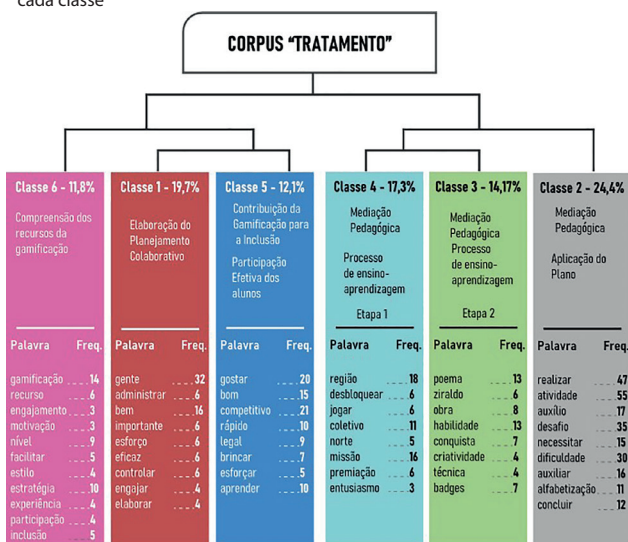 cada classe
CORPUS “TRATAMENTO”
Classe 6 - 11,8%
Compreensão dos
recursos da
gamificação
Palavra Freq.
gamificação ....14
recurso ....6
engajamento ....3
motivação ....3
nível ....9
facilitar ....5
estilo ....4
estratégia ....10
experiência ....4
participação ....4
inclusão ....5
Classe 1 - 19,7%
Elaboração do
Planejamento
Colaborativo
Palavra Freq.
gente ....32
administrar ....6
bem ....16
importante ....6
esforço ....6
eficaz ....6
controlar ....6
engajar ....4
elaborar ....4
Classe 5 - 12,1%
Contribuição da
Gamificação para
a Inclusão
Participação
Efetiva dos
alunos
Palavra Freq.
gostar ....20
bom ....15
competitivo ....21
rápido ....10
legal ....9
brincar ....7
esforçar ....5
aprender ....10
Classe 4 - 17,3%
Mediação
Pedagógica
Processo
de ensino-
aprendizagem
Etapa 1
Palavra Freq.
região ....18
desbloquear ....6
jogar ....6
coletivo ....11
norte ....5
missão ....16
premiação ....6
entusiasmo ....3
Classe 3 - 14,17%
Mediação
Pedagógica
Processo
de ensino-
aprendizagem
Etapa 2
Palavra Freq.
poema ....13
ziraldo ....6
obra ....8
habilidade ....13
conquista ....7
criatividade ....4
técnica ....4
badges ....7
Classe 2 - 24,4%
Mediação
Pedagógica
Aplicação do
Plano
Palavra Freq.
realizar ....47
atividade ....55
auxílio ....17
desafio ....35
necessitar ....15
dificuldade ....30
auxiliar ....16
alfabetização ....11
concluir ....12